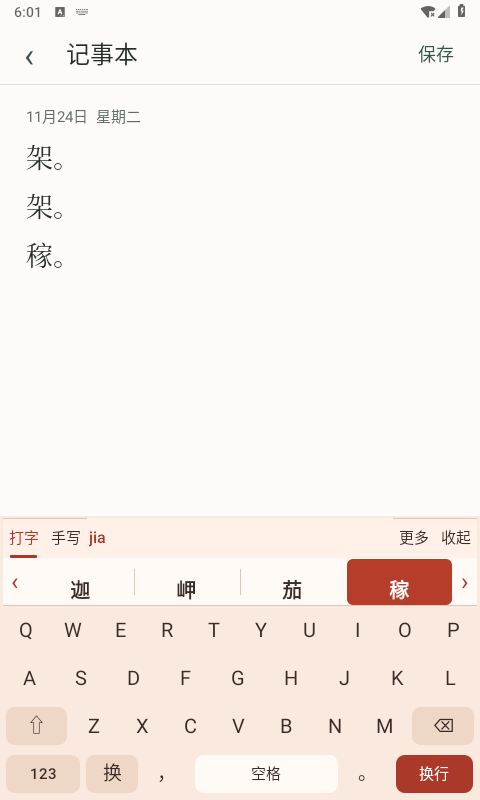 6:01
‹ 记事本 保存
11月24日 星期二
架。
架。
稼。
打字 手写 jia 更多 收起
‹ 迦 岬 茄 稼 ›
Q W E R T Y U I O P
A S D F G H J K L
Z X C V B N M
123 换 ， 空格 。 换行